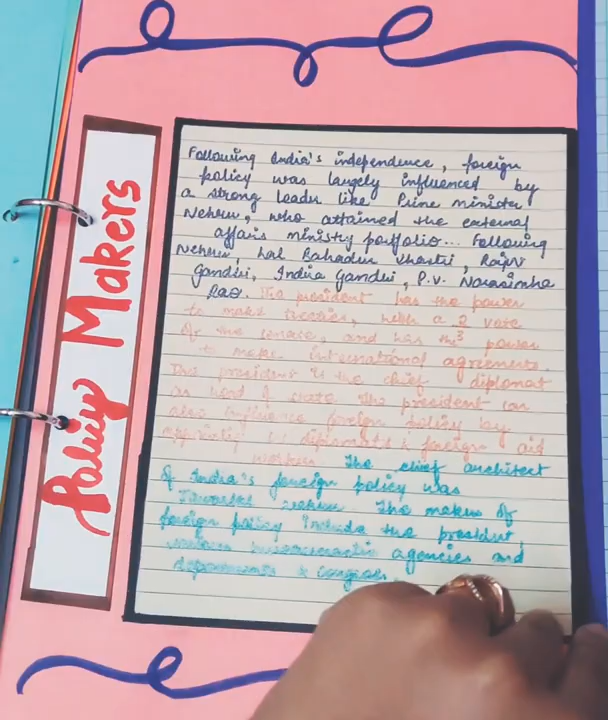 Policy Makers
Following India's independence, foreign
policy was largely influenced by
a strong leader like Prime minister
Nehru, who attained the external
affairs ministry portfolio... Following
Nehru, Lal Bahadur Shastri, Rajiv
gandhi, Indira Gandhi, P.V. Narasimha
Rao. The president has the power
to make treaties, with a 2 vote
of the senate, and has 3 power
to make international agreements.
The president is the chief diplomat
as head of state. The president can
also influence foreign policy by
diplomats & foreign aid
workers. The chief architect
of India's foreign policy was
Nehru. The makers of
foreign policy include the president,
bureaucratic agencies and
departments & congress.